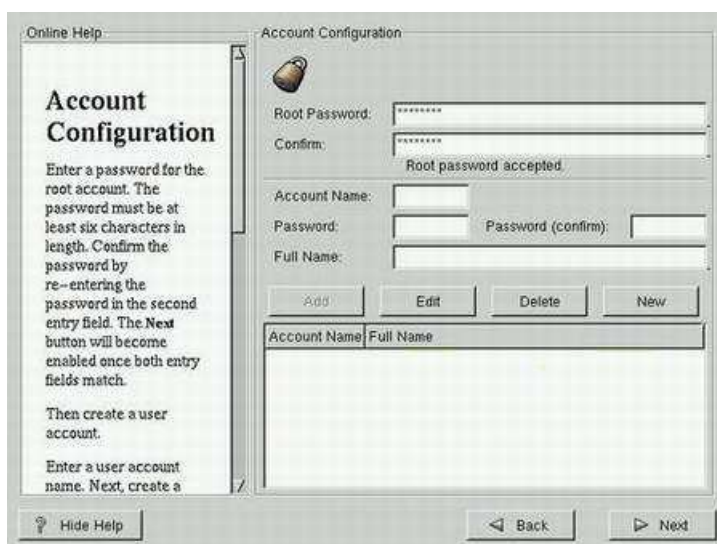 Online Help
Account
Configuration
Enter a password for the
root account. The
password must be at
least six characters in
length. Confirm the
password by
re-entering the
password in the second
entry field. The Next
button will become
enabled once both entry
fields match.
Then create a user
account.
Enter a user account
name. Next, create a
Account Configuration
Root Password: ********
Confirm: ********
Root password accepted.
Account Name:
Password: Password (confirm):
Full Name:
Add Edit Delete New
Account Name Full Name
? Hide Help Back Next